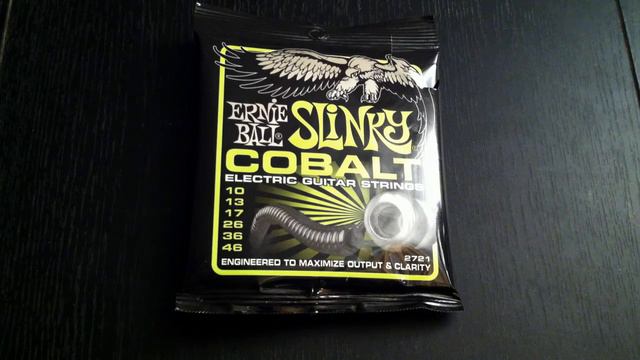 ERNIE BALL® SLINKY
COBALT
ELECTRIC GUITAR STRINGS
10
13
17
26
36
46
2721
ENGINEERED TO MAXIMIZE OUTPUT & CLARITY